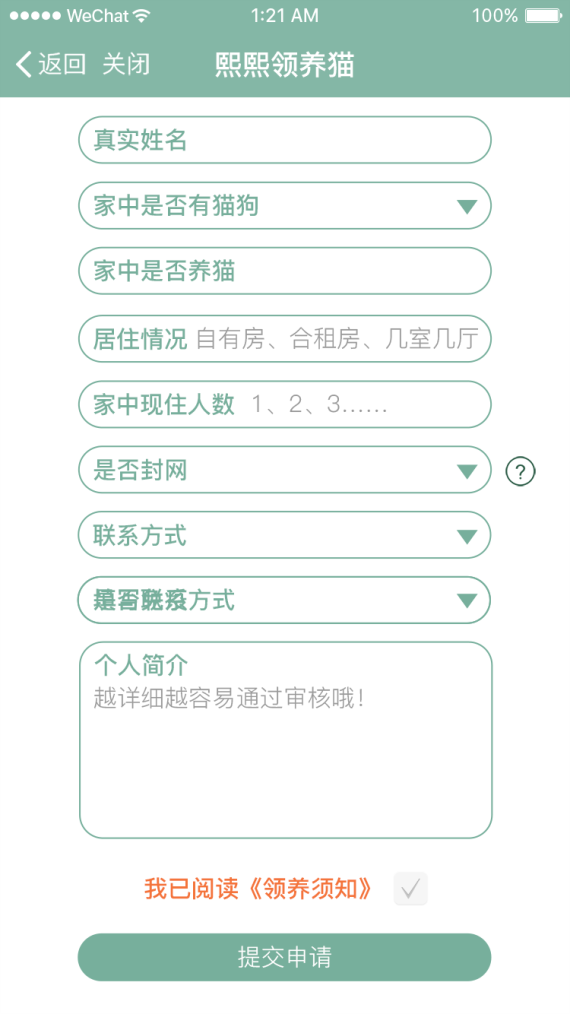 WeChat 1:21 AM 100%
返回 关闭 熙熙领养猫
真实姓名
家中是否有猫狗
家中是否养猫
居住情况 自有房、合租房、几室几厅
家中现住人数 1、2、3……
是否封网
?
联系方式
方式
个人简介
越详细越容易通过审核哦!
我已阅读《领养须知》
提交申请